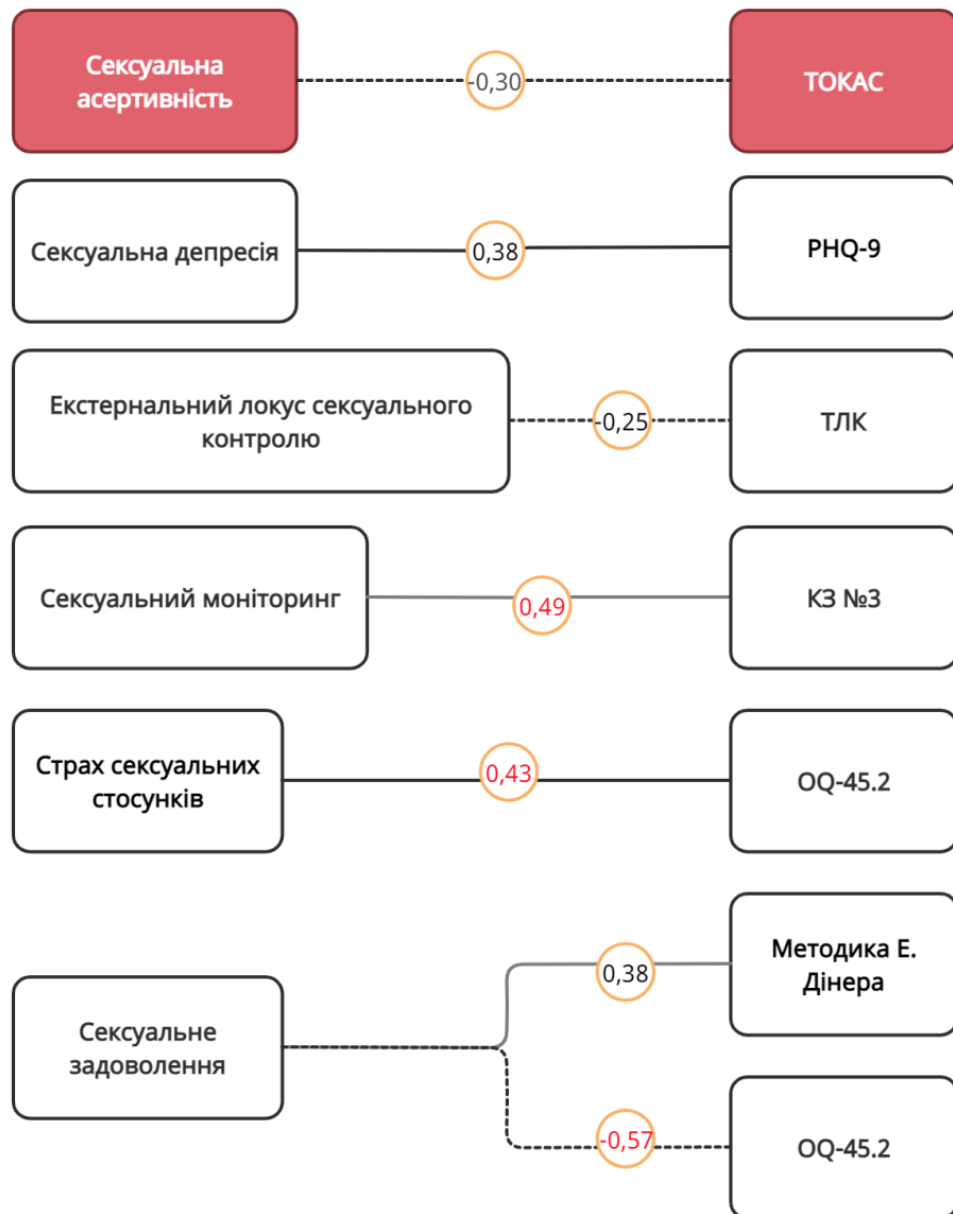 Сексуальна
асертивність
-0,30
ТОКАС
Сексуальна депресія
0,38
PHQ-9
Екстернальний локус сексуального
контролю
-0,25
ТЛК
Сексуальний моніторинг
0,49
КЗ №3
Страх сексуальних
стосунків
0,43
OQ-45.2
Сексуальне
задоволення
0,38
Методика Е.
Дінера
-0,57
OQ-45.2